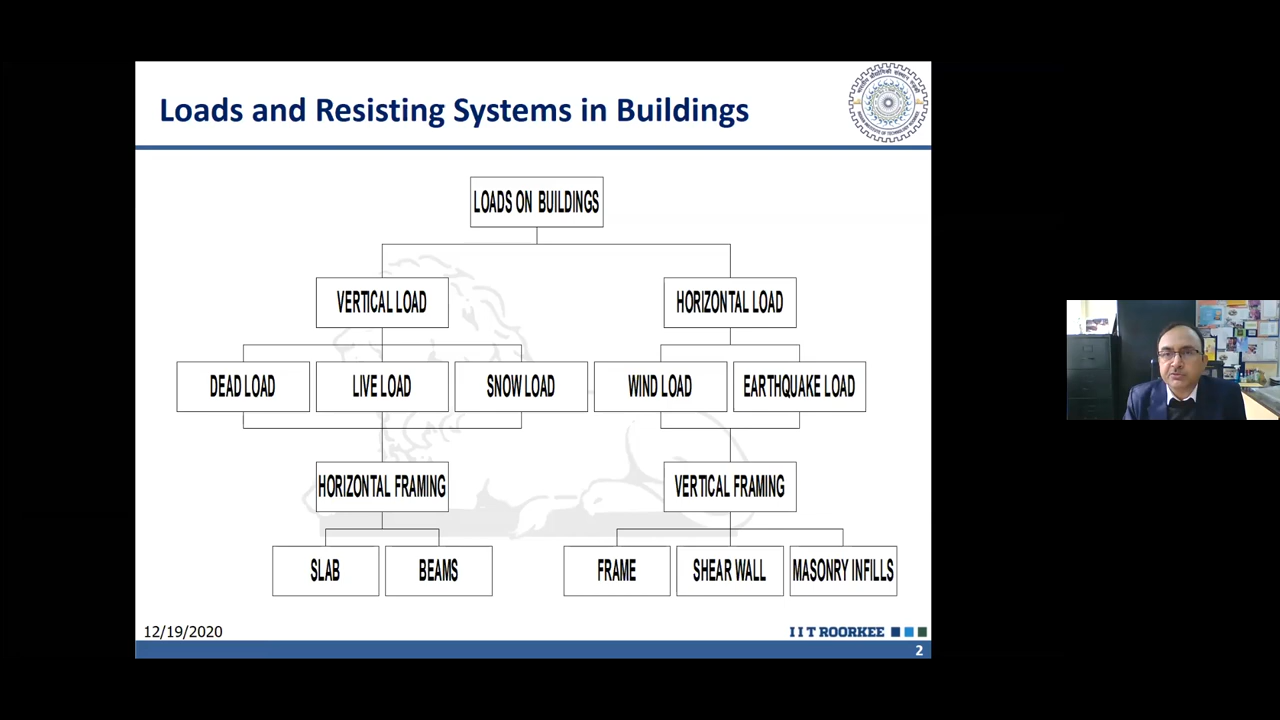 Loads and Resisting Systems in Buildings
LOADS ON BUILDINGS
VERTICAL LOAD
HORIZONTAL LOAD
DEAD LOAD
LIVE LOAD
SNOW LOAD
WIND LOAD
EARTHQUAKE LOAD
HORIZONTAL FRAMING
VERTICAL FRAMING
SLAB
BEAMS
FRAME
SHEAR WALL
MASONRY INFILLS
12/19/2020
IIT ROORKEE
2